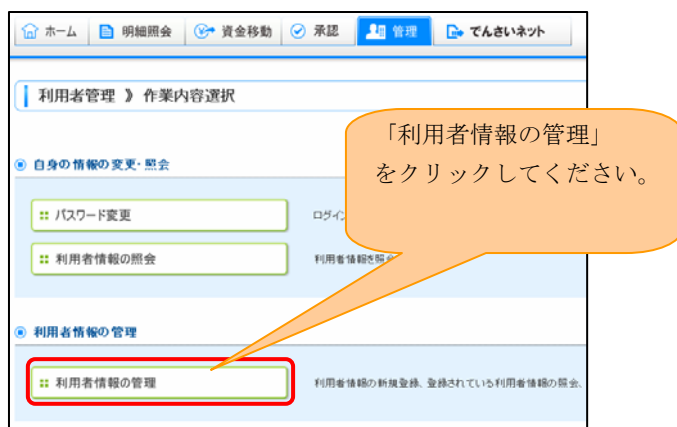 ホーム 明細照会 資金移動 承認 管理 でんさいネット
利用者管理 》 作業内容選択
「利用者情報の管理」
をクリックしてください。
自身の情報の変更・照会
パスワード変更
ログイン
利用者情報の照会
利用者情報を照会
利用者情報の管理
利用者情報の管理
利用者情報の新規登録、登録されている利用者情報の照会、